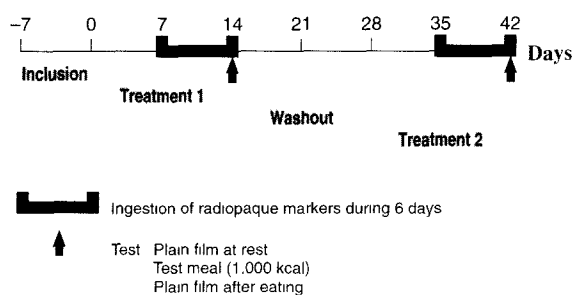 -7 0 7 14 21 28 35 42
Days
Inclusion
Treatment 1
Washout
Treatment 2
Ingestion of radiopaque markers during 6 days
Test Plain film at rest
Test meal (1.000 kcal)
Plain film after eating